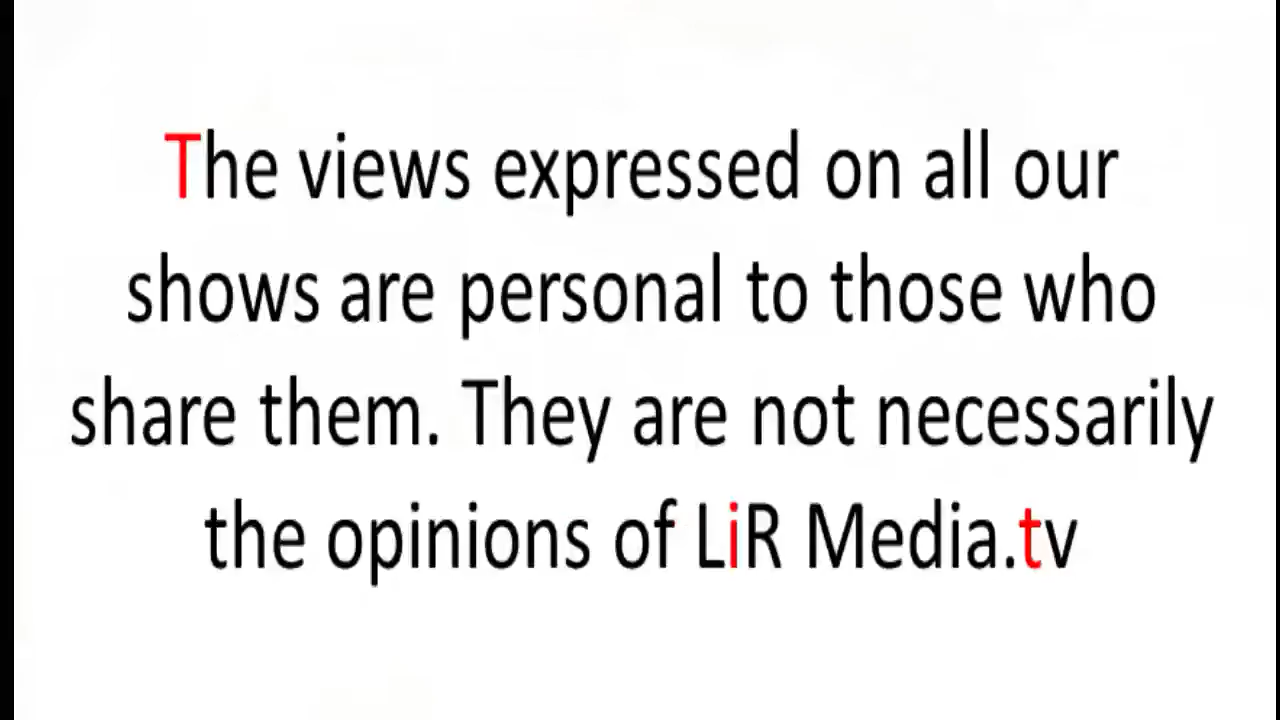 The views expressed on all our
shows are personal to those who
share them. They are not necessarily
the opinions of LiR Media.tv